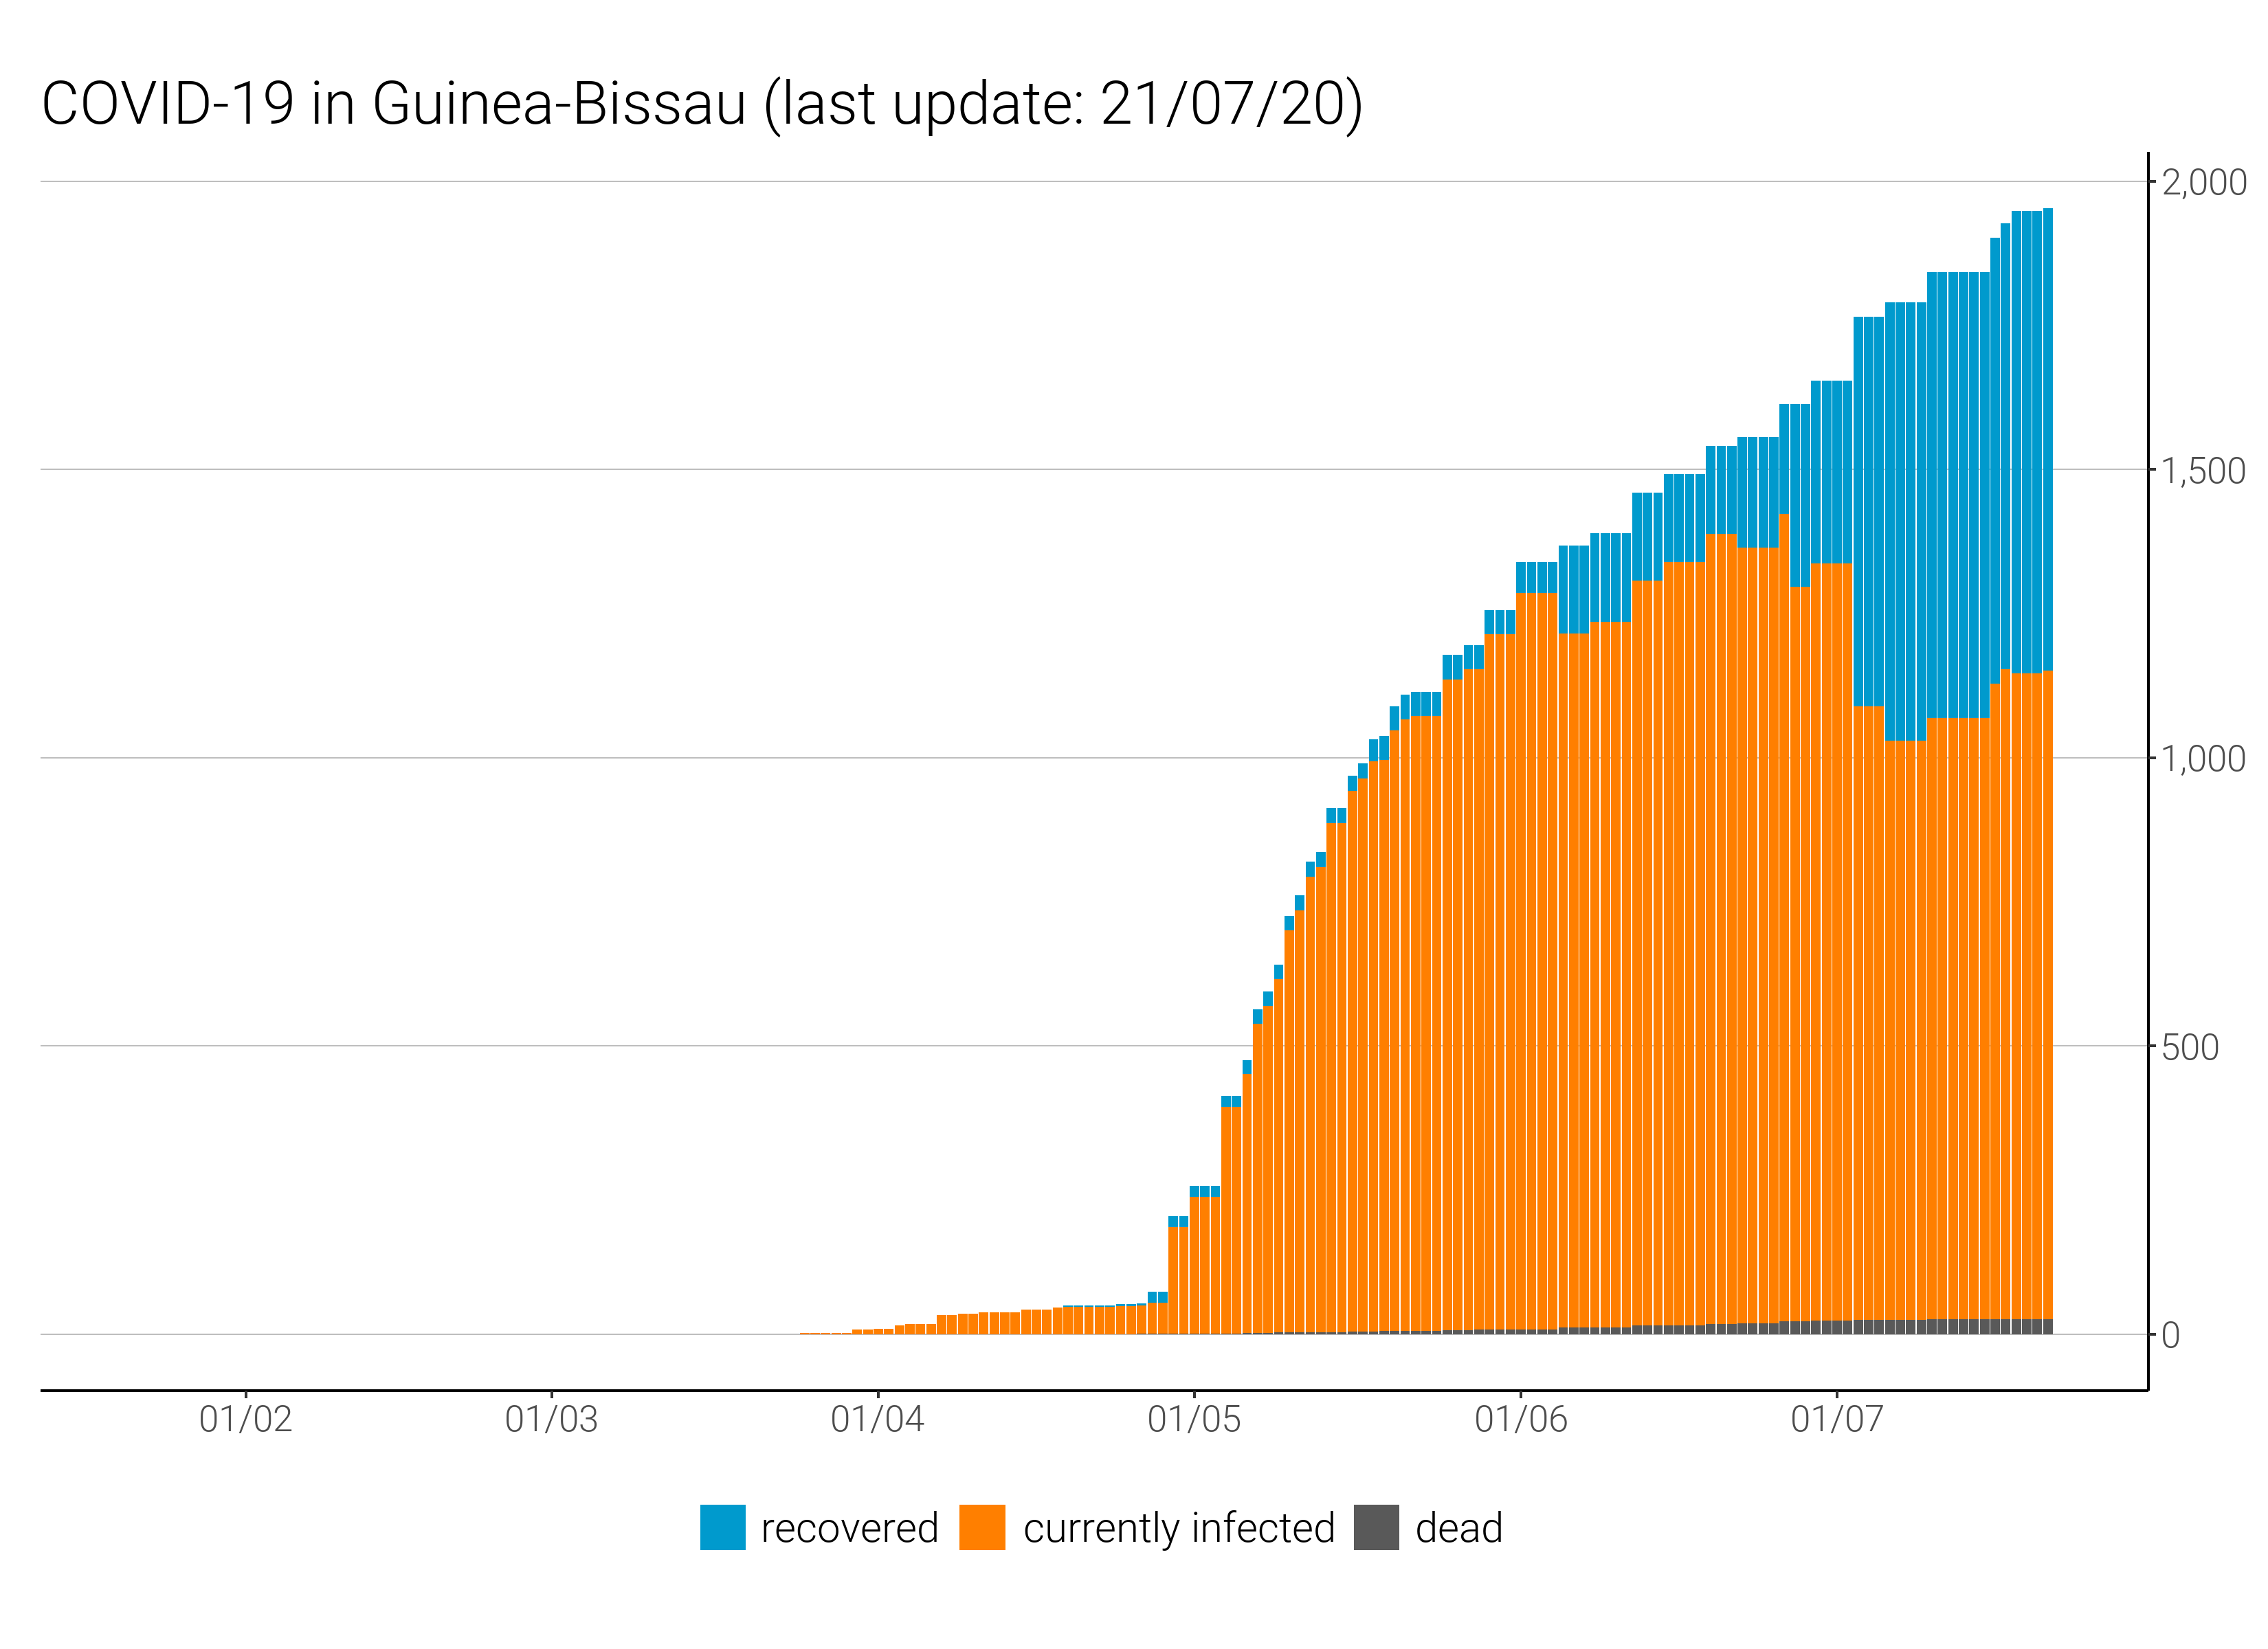 COVID-19 in Guinea-Bissau (last update: 21/07/20)
2,000
1,500
1,000
500
0
01/02 01/03 01/04 01/05 01/06 01/07
recovered currently infected dead